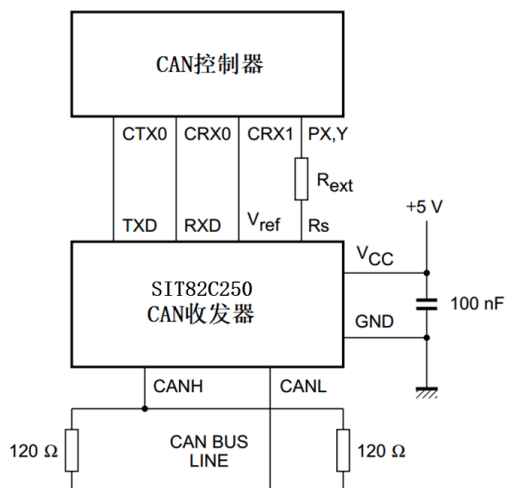 CAN控制器
CTX0 CRX0 CRX1 PX,Y
Rext
+5 V
TXD RXD Vref Rs
VCC
SIT82C250
CAN收发器
100 nF
GND
CANH CANL
120 Ω CAN BUS 120 Ω
LINE